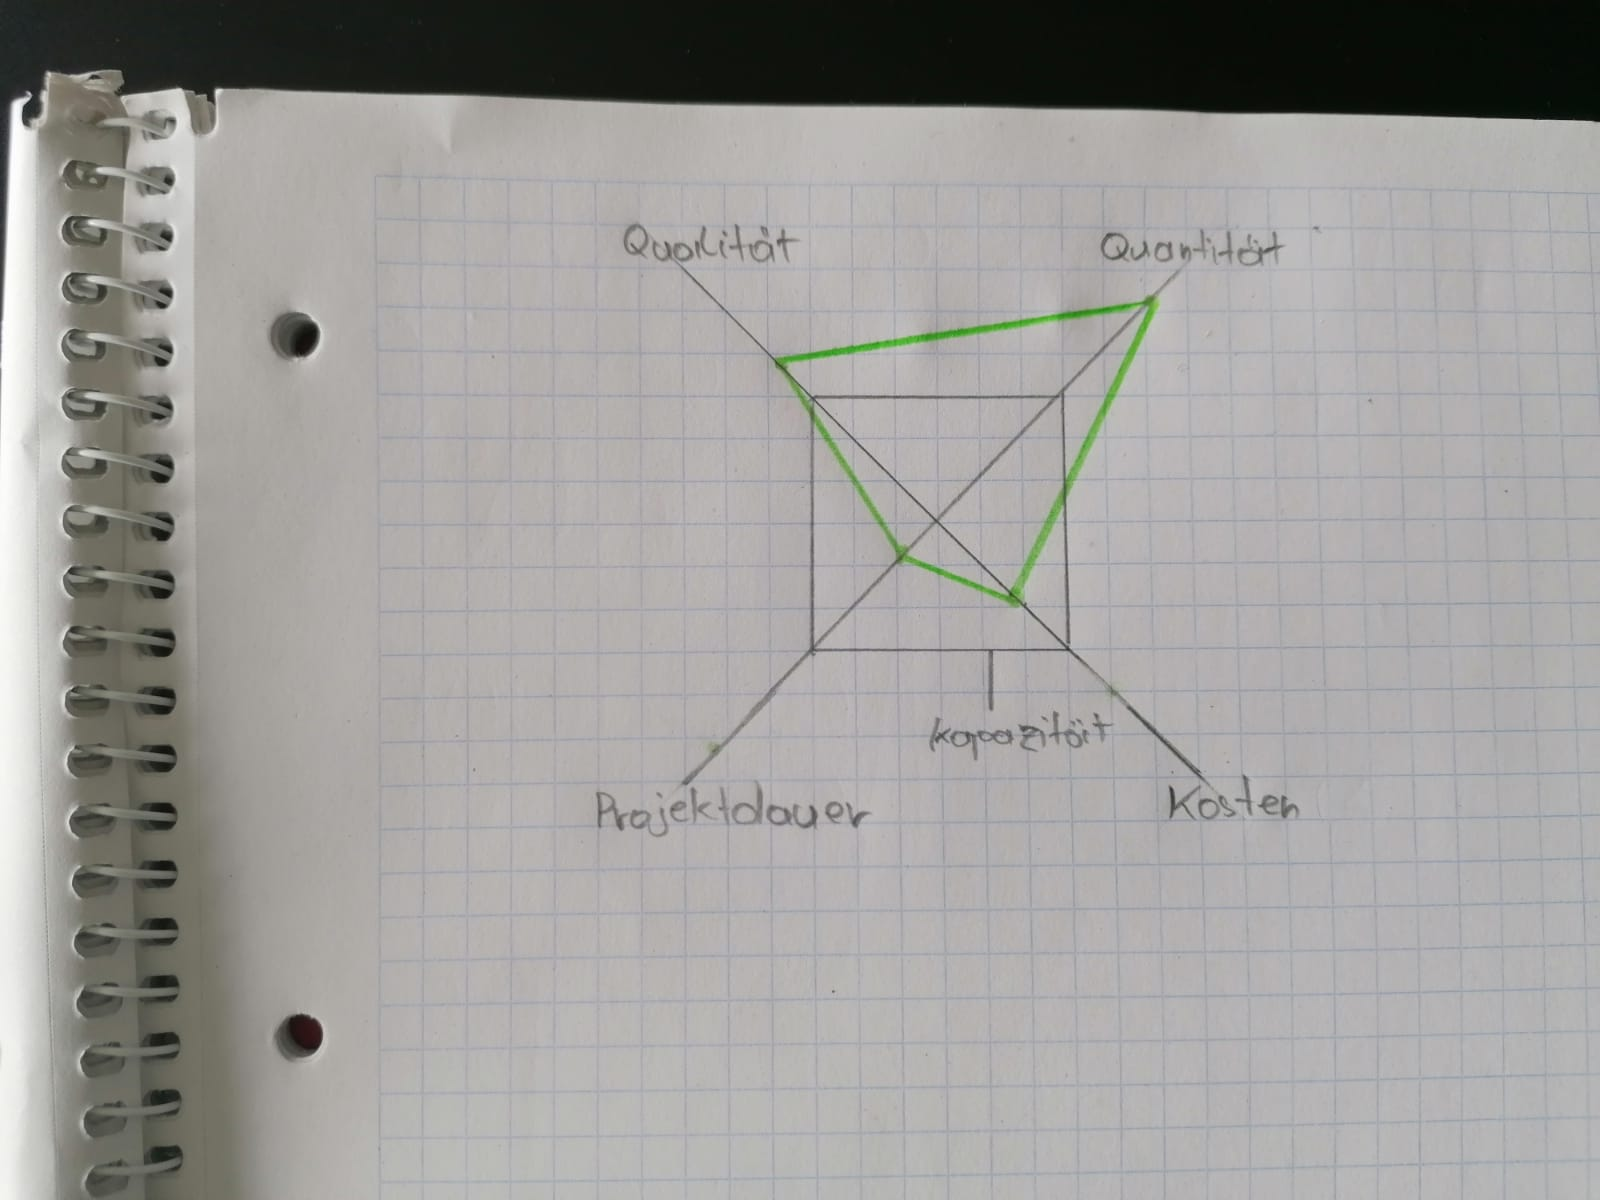 Qualität
Quantität
Kapazität
Projektdauer
Kosten